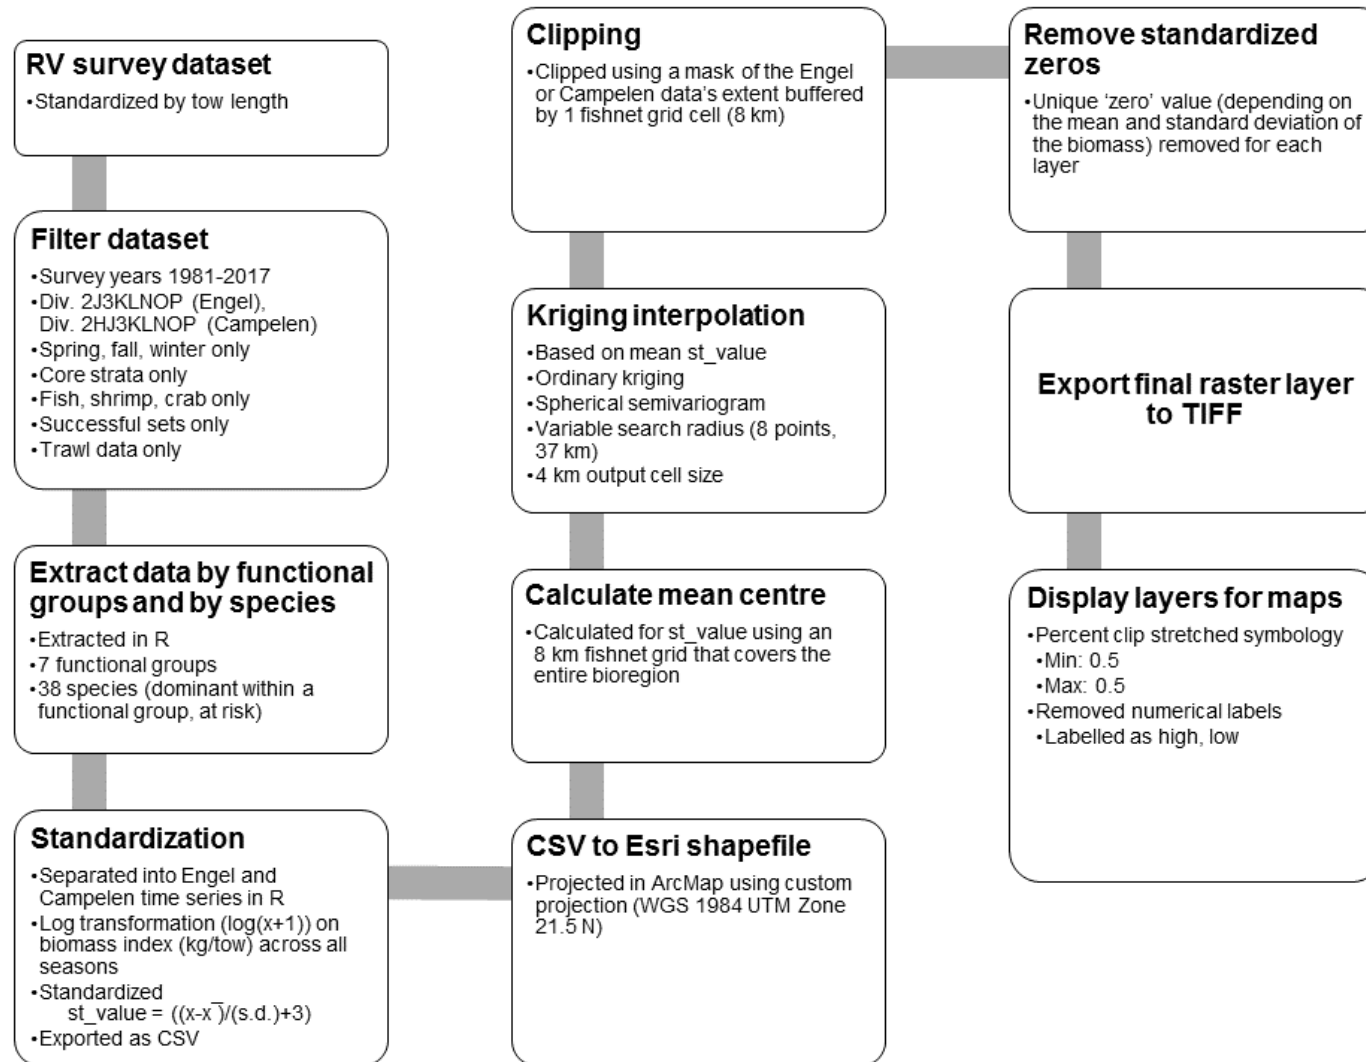 RV survey dataset
•Standardized by tow length
Filter dataset
•Survey years 1981-2017
•Div. 2J3KLNOP (Engel),
Div. 2HJ3KLNOP (Campelen)
•Spring, fall, winter only
•Core strata only
•Fish, shrimp, crab only
•Successful sets only
•Trawl data only
Extract data by functional
groups and by species
•Extracted in R
•7 functional groups
•38 species (dominant within a
functional group, at risk)
Standardization
•Separated into Engel and
Campelen time series in R
•Log transformation (log(x+1)) on
biomass index (kg/tow) across all
seasons
•Standardized
st_value = ((x-x̄)/(s.d.)+3)
•Exported as CSV
CSV to Esri shapefile
•Projected in ArcMap using custom
projection (WGS 1984 UTM Zone
21.5 N)
Calculate mean centre
•Calculated for st_value using an
8 km fishnet grid that covers the
entire bioregion
Kriging interpolation
•Based on mean st_value
•Ordinary kriging
•Spherical semivariogram
•Variable search radius (8 points,
37 km)
•4 km output cell size
Clipping
•Clipped using a mask of the Engel
or Campelen data's extent buffered
by 1 fishnet grid cell (8 km)
Remove standardized
zeros
•Unique 'zero' value (depending on
the mean and standard deviation of
the biomass) removed for each
layer
Export final raster layer
to TIFF
Display layers for maps
•Percent clip stretched symbology
•Min: 0.5
•Max: 0.5
•Removed numerical labels
•Labelled as high, low